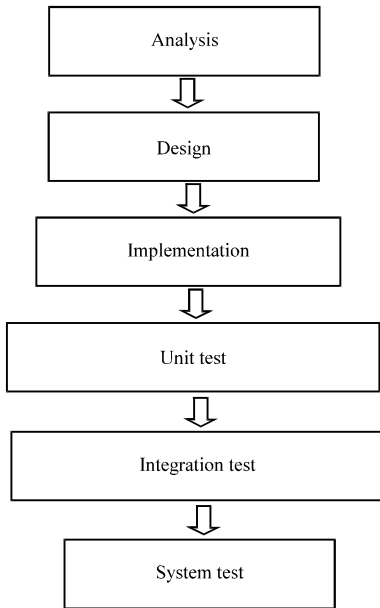 Analysis
Design
Implementation
Unit test
Integration test
System test